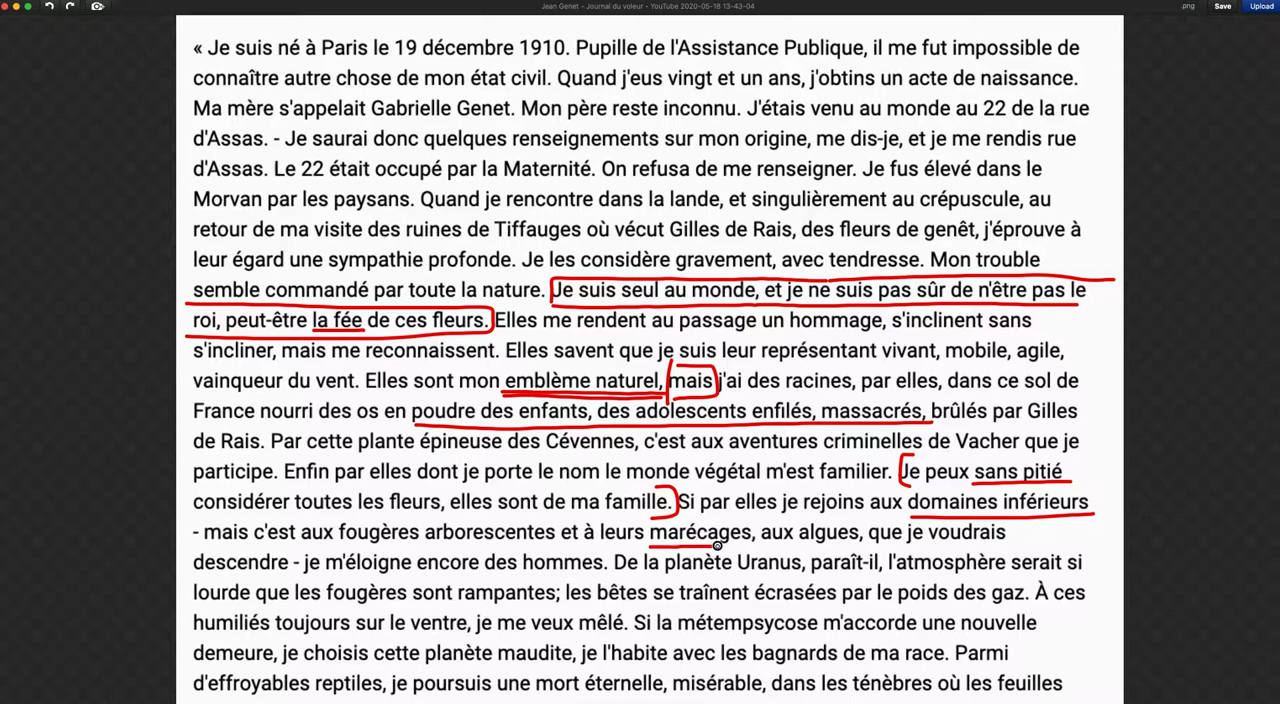 Jean Genet - Journal du voleur - YouTube 2020-05-18 13-43-04
.png
Save
Upload
« Je suis né à Paris le 19 décembre 1910. Pupille de l'Assistance Publique, il me fut impossible de
connaître autre chose de mon état civil. Quand j'eus vingt et un ans, j'obtins un acte de naissance.
Ma mère s'appelait Gabrielle Genet. Mon père reste inconnu. J'étais venu au monde au 22 de la rue
d'Assas. - Je saurai donc quelques renseignements sur mon origine, me dis-je, et je me rendis rue
d'Assas. Le 22 était occupé par la Maternité. On refusa de me renseigner. Je fus élevé dans le
Morvan par les paysans. Quand je rencontre dans la lande, et singulièrement au crépuscule, au
retour de ma visite des ruines de Tiffauges où vécut Gilles de Rais, des fleurs de genêt, j'éprouve à
leur égard une sympathie profonde. Je les considère gravement, avec tendresse. Mon trouble
semble commandé par toute la nature. Je suis seul au monde, et je ne suis pas sûr de n'être pas le
roi, peut-être la fée de ces fleurs. Elles me rendent au passage un hommage, s'inclinent sans
s'incliner, mais me reconnaissent. Elles savent que je suis leur représentant vivant, mobile, agile,
vainqueur du vent. Elles sont mon emblème naturel, mais j'ai des racines, par elles, dans ce sol de
France nourri des os en poudre des enfants, des adolescents enfilés, massacrés, brûlés par Gilles
de Rais. Par cette plante épineuse des Cévennes, c'est aux aventures criminelles de Vacher que je
participe. Enfin par elles dont je porte le nom le monde végétal m'est familier. Je peux sans pitié
considérer toutes les fleurs, elles sont de ma famille. Si par elles je rejoins aux domaines inférieurs
- mais c'est aux fougères arborescentes et à leurs marécages, aux algues, que je voudrais
descendre - je m'éloigne encore des hommes. De la planète Uranus, paraît-il, l'atmosphère serait si
lourde que les fougères sont rampantes; les bêtes se traînent écrasées par le poids des gaz. À ces
humiliés toujours sur le ventre, je me veux mêlé. Si la métempsycose m'accorde une nouvelle
demeure, je choisis cette planète maudite, je l'habite avec les bagnards de ma race. Parmi
d'effroyables reptiles, je poursuis une mort éternelle, misérable, dans les ténèbres où les feuilles